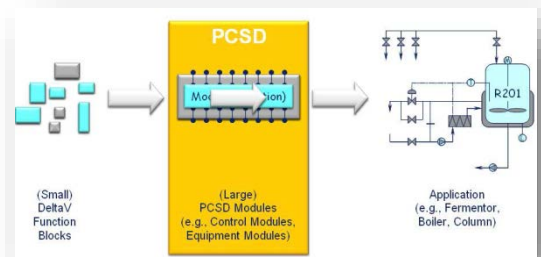 PCSD
R201
(Small)
DeltaV
Function
Blocks
(Large)
PCSD Modules
(e.g., Control Modules,
Equipment Modules)
Application
(e.g., Fermentor,
Boiler, Column)